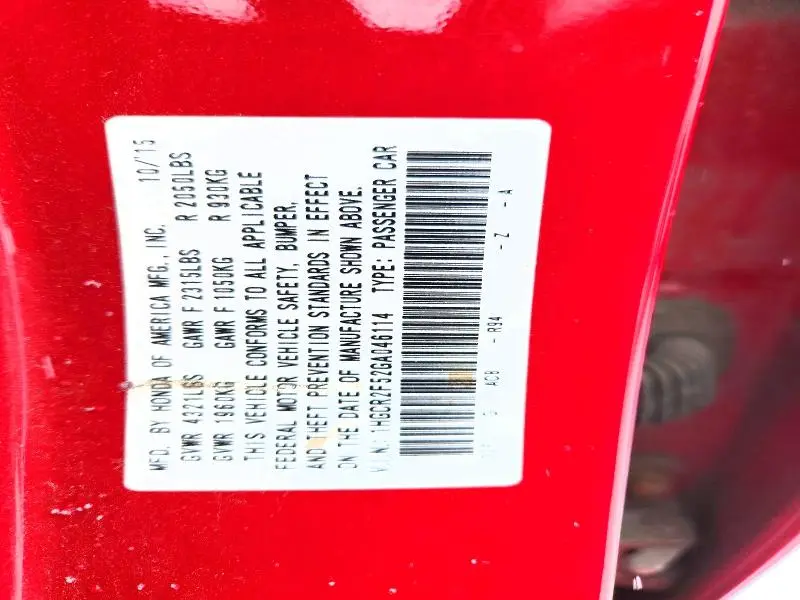 MFD. BY HONDA OF AMERICA MFG., INC. 10/'15
GVWR 4321LBS GAWR F 2315LBS R 2050LBS
GVWR 1960KG GAWR F 1050KG R 930KG
THIS VEHICLE CONFORMS TO ALL APPLICABLE
FEDERAL MOTOR VEHICLE SAFETY, BUMPER,
AND THEFT PREVENTION STANDARDS IN EFFECT
ON THE DATE OF MANUFACTURE SHOWN ABOVE.
V.I.N.: 1HGCR2F52GA046114 TYPE: PASSENGER CAR
ACB - R94 - Z - A